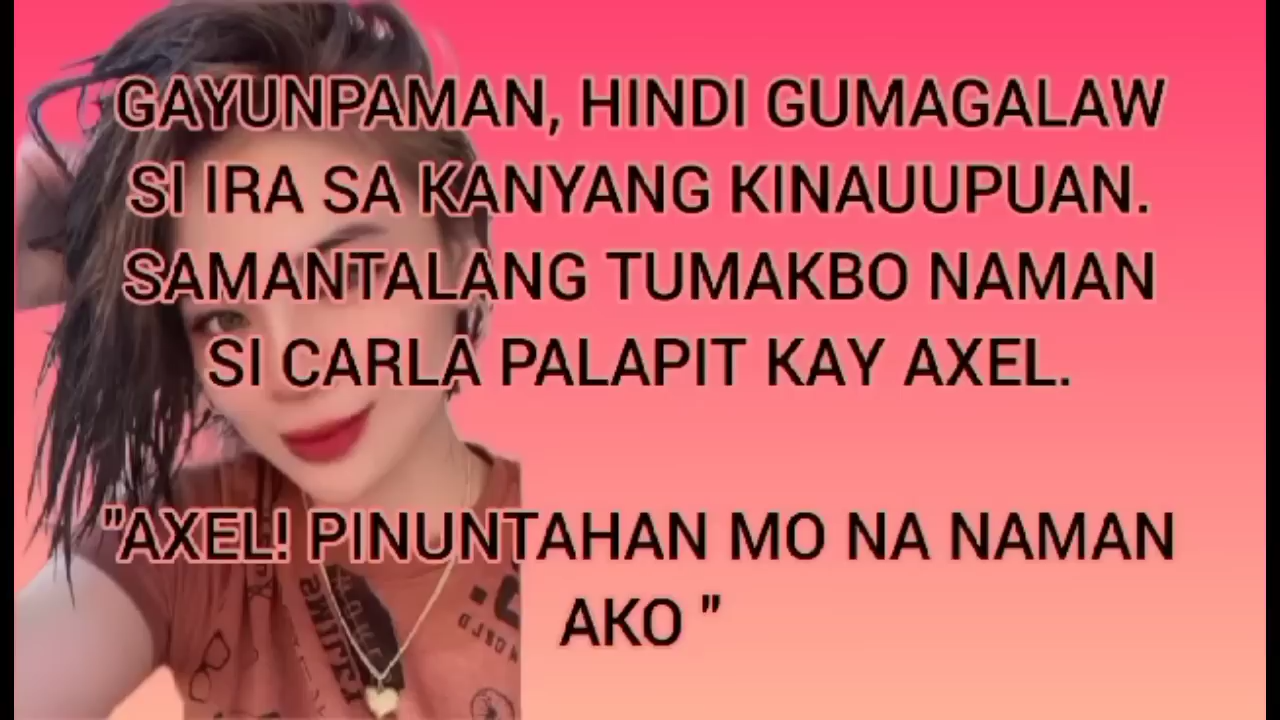 GAYUNPAMAN, HINDI GUMAGALAW
SI IRA SA KANYANG KINAUUPUAN.
SAMANTALANG TUMAKBO NAMAN
SI CARLA PALAPIT KAY AXEL.
"AXEL! PINUNTAHAN MO NA NAMAN
AKO "